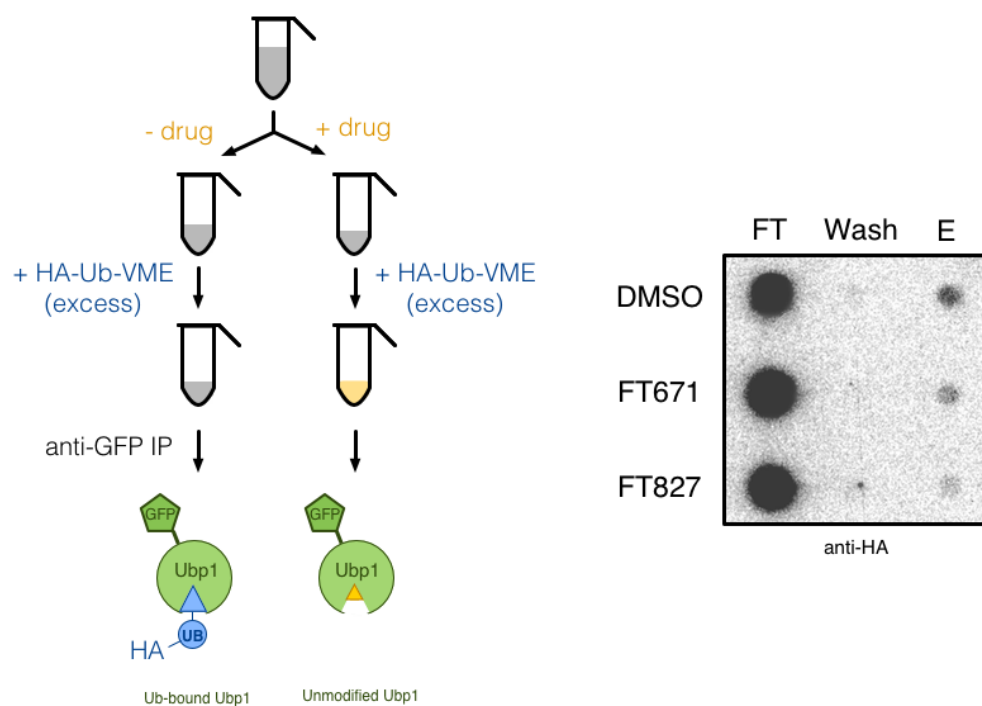 - drug
+ drug
+ HA-Ub-VME
(excess)
+ HA-Ub-VME
(excess)
anti-GFP IP
GFP
Ubp1
UB
HA
Ub-bound Ubp1
GFP
Ubp1
Unmodified Ubp1
FT Wash E
DMSO
FT671
FT827
anti-HA